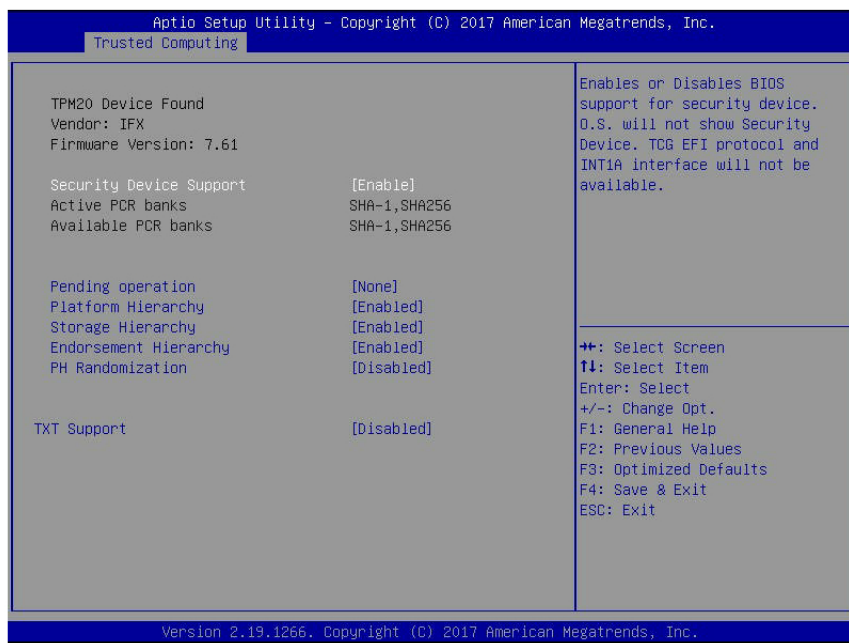 Aptio Setup Utility – Copyright (C) 2017 American Megatrends, Inc.
Trusted Computing
TPM20 Device Found
Vendor: IFX
Firmware Version: 7.61
Security Device Support [Enable]
Active PCR banks SHA-1,SHA256
Available PCR banks SHA-1,SHA256
Pending operation [None]
Platform Hierarchy [Enabled]
Storage Hierarchy [Enabled]
Endorsement Hierarchy [Enabled]
PH Randomization [Disabled]
TXT Support [Disabled]
Enables or Disables BIOS
support for security device.
O.S. will not show Security
Device. TCG EFI protocol and
INT1A interface will not be
available.
→←: Select Screen
↑↓: Select Item
Enter: Select
+/-: Change Opt.
F1: General Help
F2: Previous Values
F3: Optimized Defaults
F4: Save & Exit
ESC: Exit
Version 2.19.1266. Copyright (C) 2017 American Megatrends, Inc.